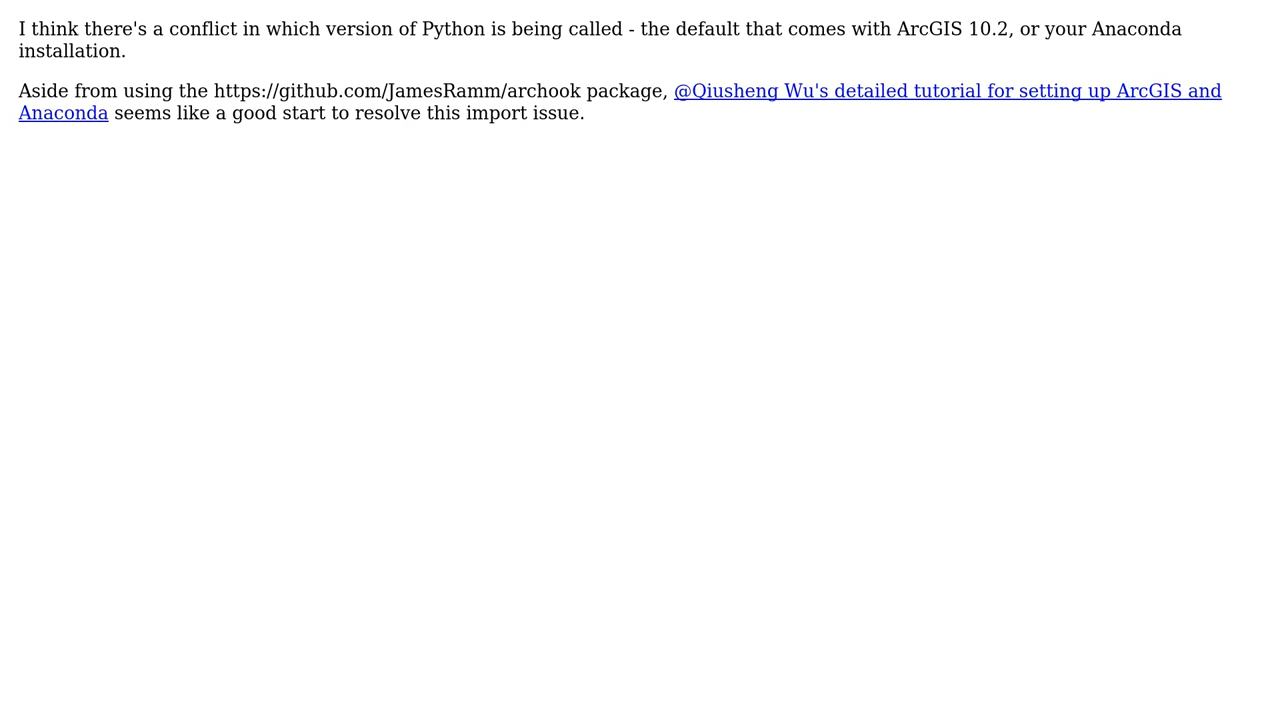 I think there's a conflict in which version of Python is being called - the default that comes with ArcGIS 10.2, or your Anaconda
installation.
Aside from using the https://github.com/JamesRamm/archook package, @Qiusheng Wu's detailed tutorial for setting up ArcGIS and
Anaconda seems like a good start to resolve this import issue.